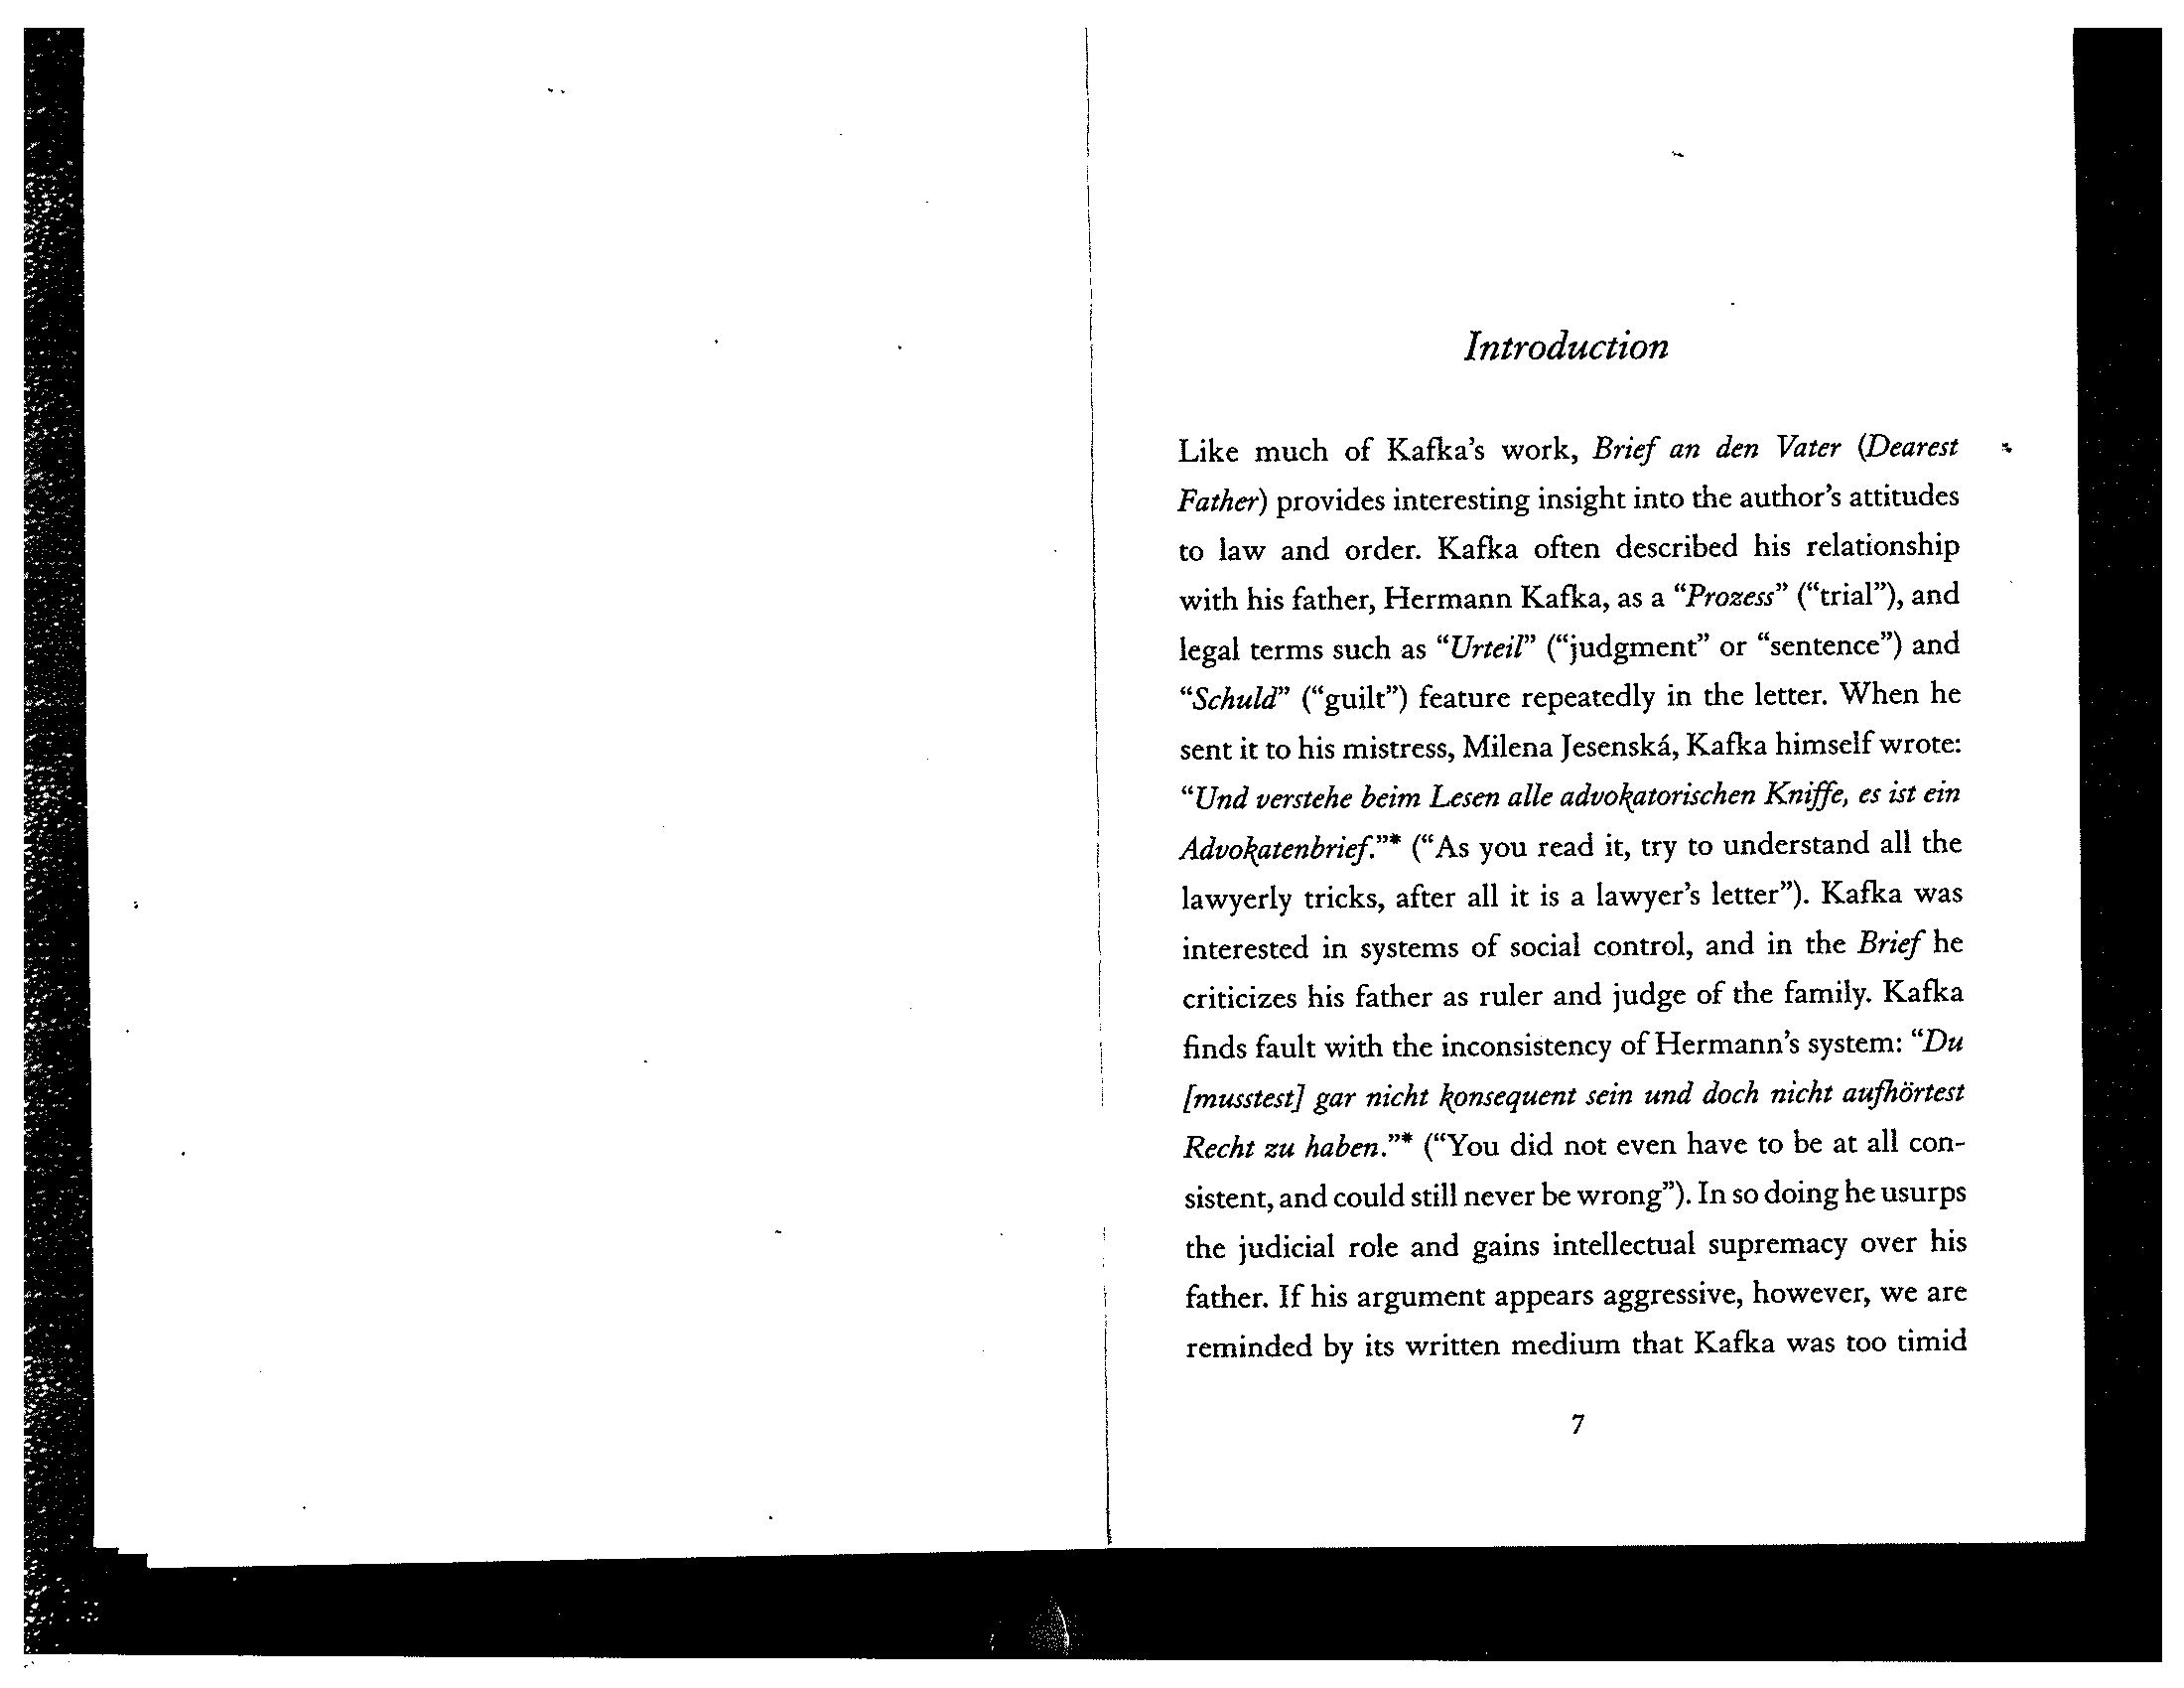 Introduction
Like much of Kafka's work, Brief an den Vater (Dearest
Father) provides interesting insight into the author's attitudes
to law and order. Kafka often described his relationship
with his father, Hermann Kafka, as a “Prozess” (“trial”), and
legal terms such as “Urteil” (“judgment” or “sentence”) and
“Schuld” (“guilt”) feature repeatedly in the letter. When he
sent it to his mistress, Milena Jesenská, Kafka himself wrote:
“Und verstehe beim Lesen alle advokatorischen Kniffe, es ist ein
Advokatenbrief.”* (“As you read it, try to understand all the
lawyerly tricks, after all it is a lawyer's letter”). Kafka was
interested in systems of social control, and in the Brief he
criticizes his father as ruler and judge of the family. Kafka
finds fault with the inconsistency of Hermann's system: “Du
[musstest] gar nicht konsequent sein und doch nicht aufhörtest
Recht zu haben.”* (“You did not even have to be at all con-
sistent, and could still never be wrong”). In so doing he usurps
the judicial role and gains intellectual supremacy over his
father. If his argument appears aggressive, however, we are
reminded by its written medium that Kafka was too timid
7